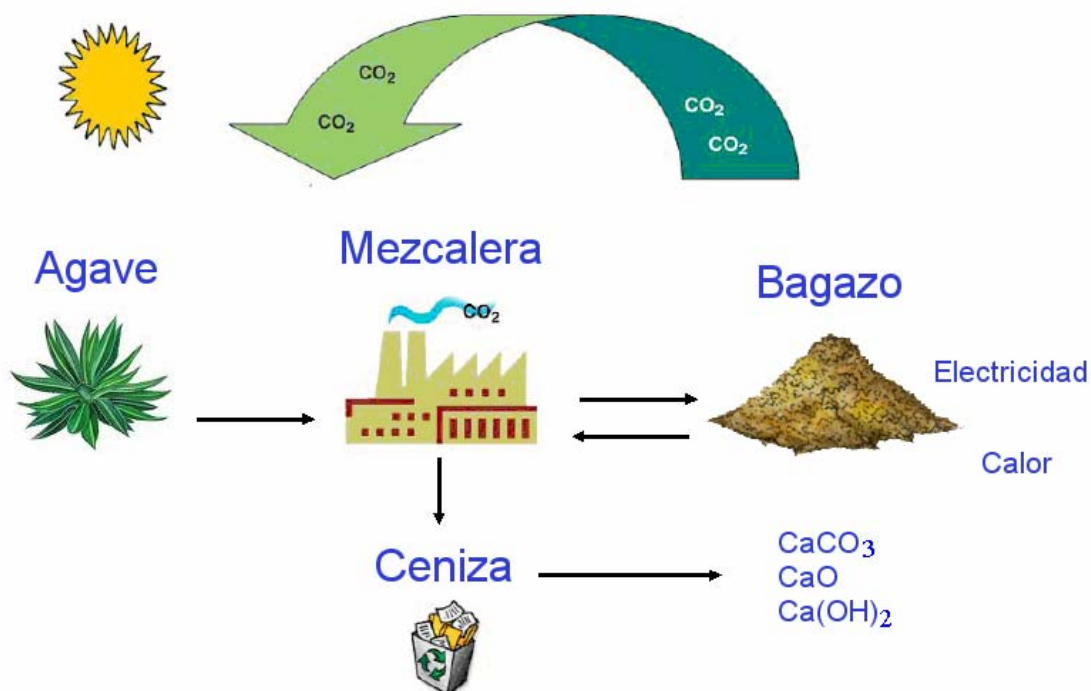 CO₂
CO₂
CO₂
CO₂
Agave
Mezcalera
Bagazo
CO₂
Electricidad
Calor
Ceniza
CaCO₃
CaO
Ca(OH)₂